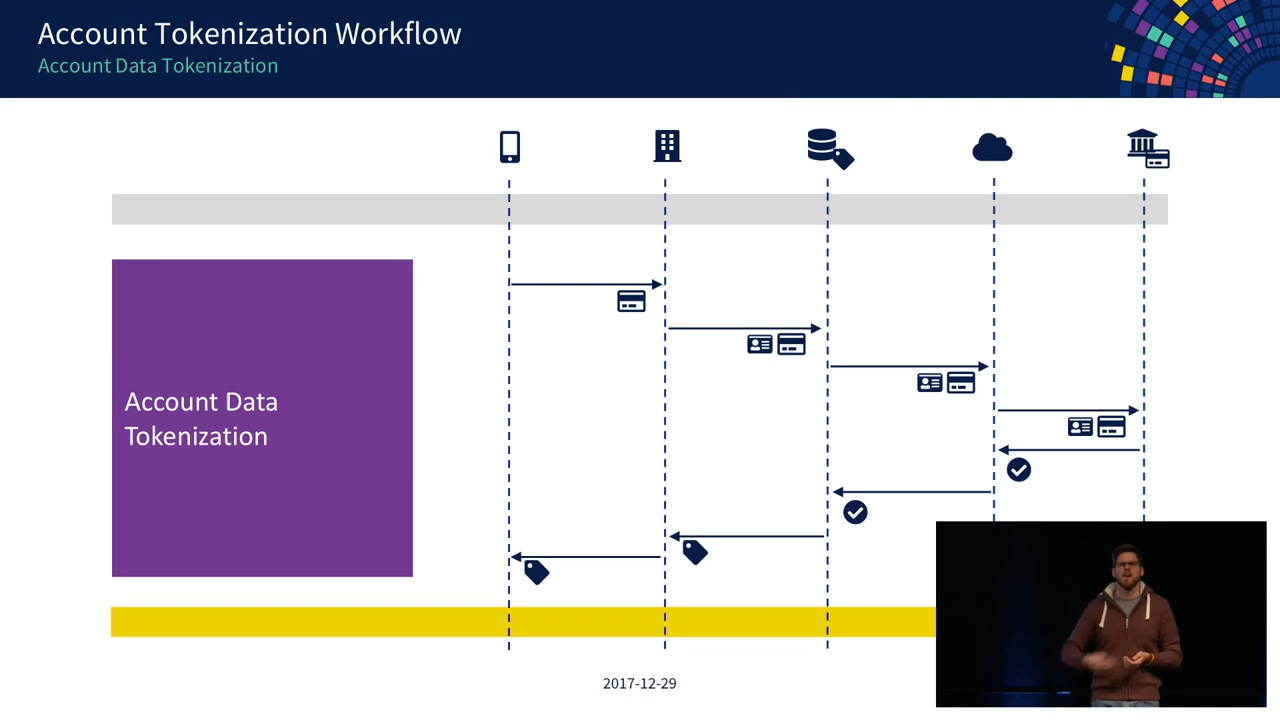 Account Tokenization Workflow
Account Data Tokenization
Account Data
Tokenization
2017-12-29